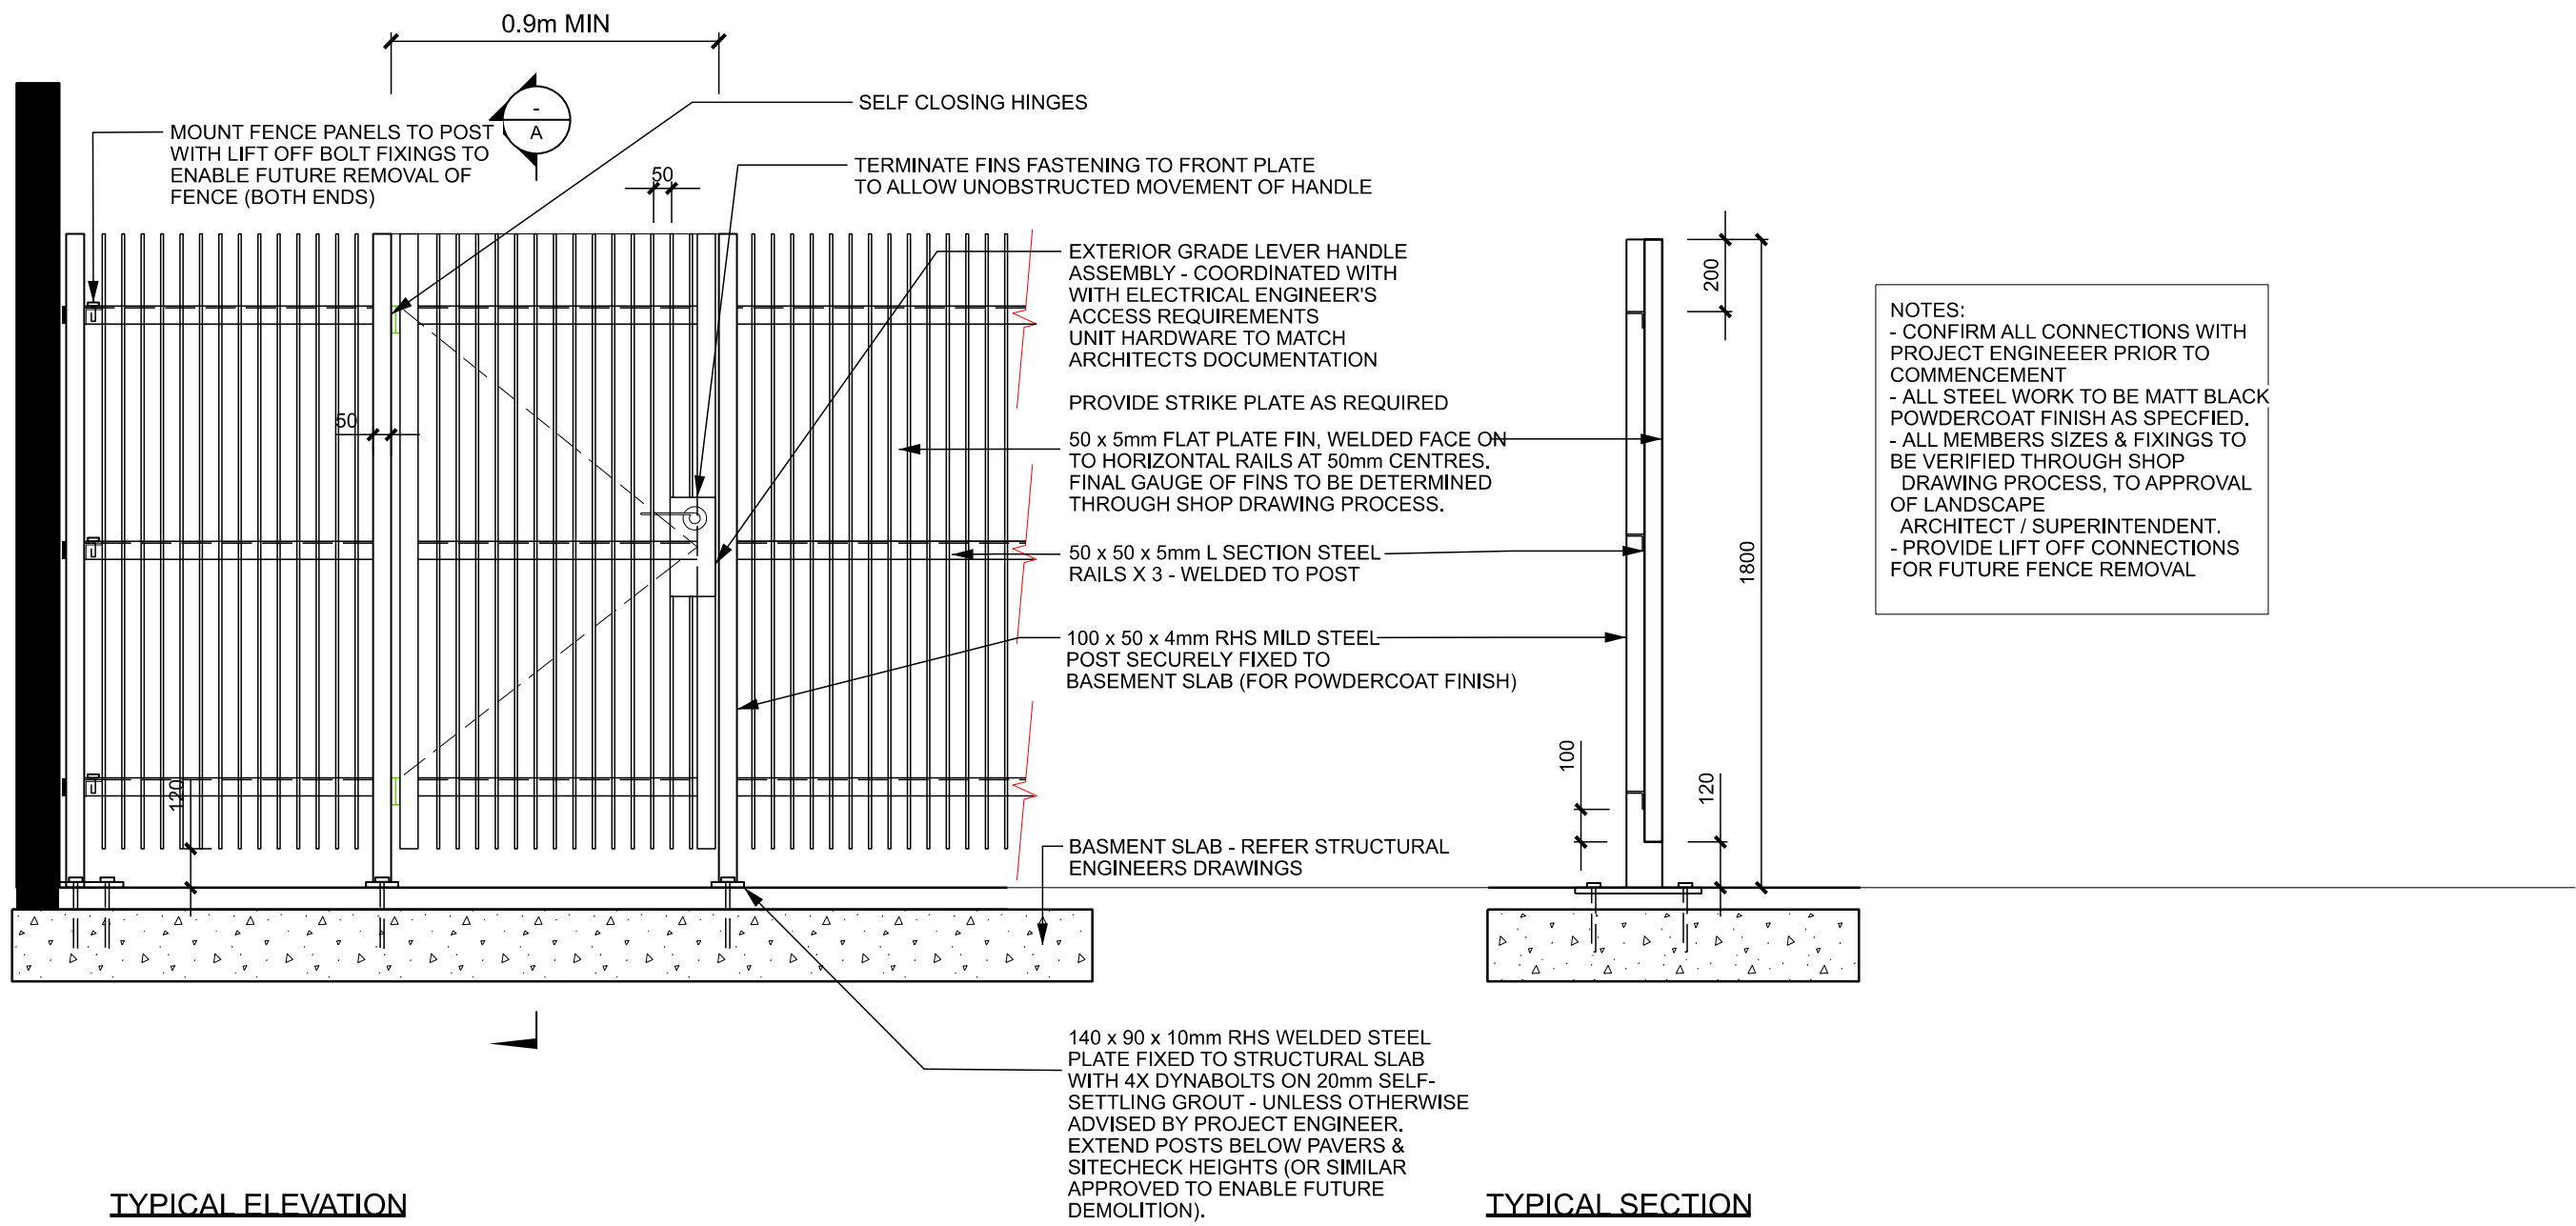 0.9m MIN
-
A
SELF CLOSING HINGES
MOUNT FENCE PANELS TO POST
WITH LIFT OFF BOLT FIXINGS TO
ENABLE FUTURE REMOVAL OF
FENCE (BOTH ENDS)
TERMINATE FINS FASTENING TO FRONT PLATE
TO ALLOW UNOBSTRUCTED MOVEMENT OF HANDLE
50
EXTERIOR GRADE LEVER HANDLE
ASSEMBLY - COORDINATED WITH
WITH ELECTRICAL ENGINEER'S
ACCESS REQUIREMENTS
UNIT HARDWARE TO MATCH
ARCHITECTS DOCUMENTATION
PROVIDE STRIKE PLATE AS REQUIRED
50
50 x 5mm FLAT PLATE FIN, WELDED FACE ON
TO HORIZONTAL RAILS AT 50mm CENTRES.
FINAL GAUGE OF FINS TO BE DETERMINED
THROUGH SHOP DRAWING PROCESS.
50 x 50 x 5mm L SECTION STEEL
RAILS X 3 - WELDED TO POST
100 x 50 x 4mm RHS MILD STEEL
POST SECURELY FIXED TO
BASEMENT SLAB (FOR POWDERCOAT FINISH)
120
BASMENT SLAB - REFER STRUCTURAL
ENGINEERS DRAWINGS
140 x 90 x 10mm RHS WELDED STEEL
PLATE FIXED TO STRUCTURAL SLAB
WITH 4X DYNABOLTS ON 20mm SELF-
SETTLING GROUT - UNLESS OTHERWISE
ADVISED BY PROJECT ENGINEER.
EXTEND POSTS BELOW PAVERS &
SITECHECK HEIGHTS (OR SIMILAR
APPROVED TO ENABLE FUTURE
DEMOLITION).
TYPICAL ELEVATION
200
1800
100
120
TYPICAL SECTION
NOTES:
- CONFIRM ALL CONNECTIONS WITH
PROJECT ENGINEEER PRIOR TO
COMMENCEMENT
- ALL STEEL WORK TO BE MATT BLACK
POWDERCOAT FINISH AS SPECFIED.
- ALL MEMBERS SIZES & FIXINGS TO
BE VERIFIED THROUGH SHOP
DRAWING PROCESS, TO APPROVAL
OF LANDSCAPE
ARCHITECT / SUPERINTENDENT.
- PROVIDE LIFT OFF CONNECTIONS
FOR FUTURE FENCE REMOVAL